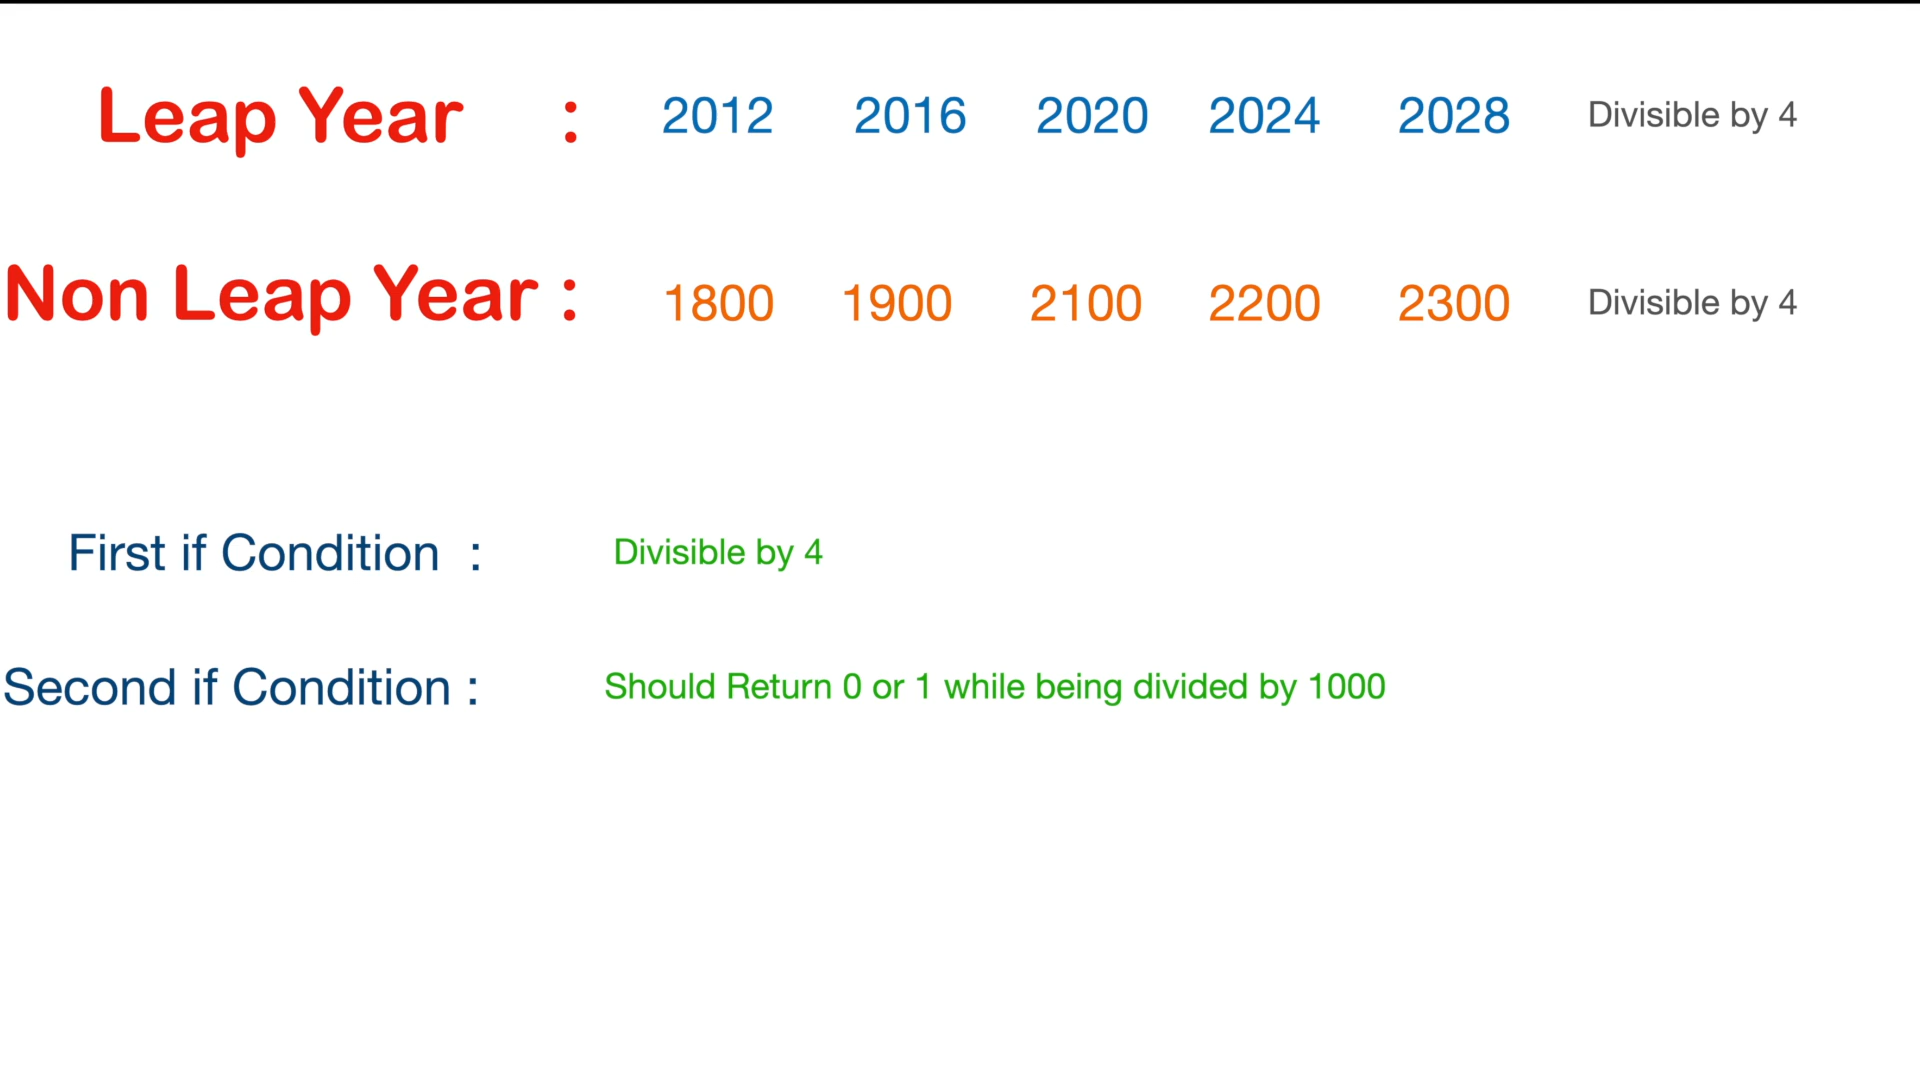 Leap Year : 2012 2016 2020 2024 2028 Divisible by 4
Non Leap Year : 1800 1900 2100 2200 2300 Divisible by 4
First if Condition : Divisible by 4
Second if Condition : Should Return 0 or 1 while being divided by 1000